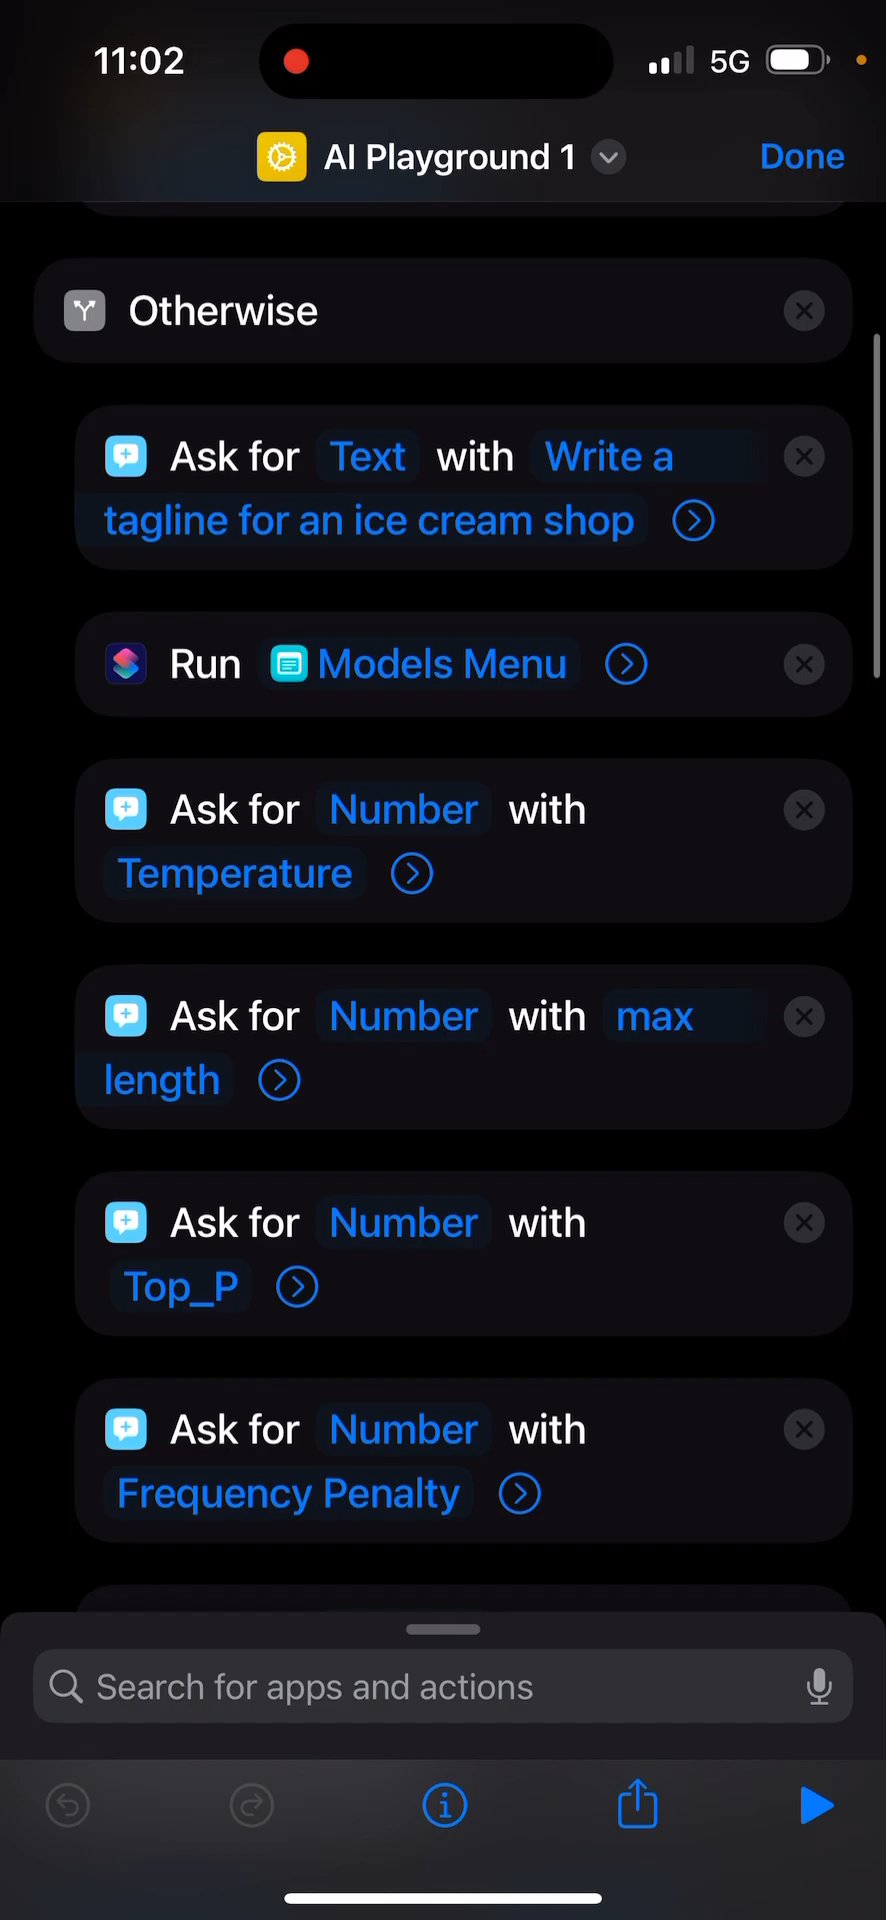 11:02
5G
AI Playground 1
Done
Otherwise
Ask for Text with Write a
tagline for an ice cream shop
Run Models Menu
Ask for Number with
Temperature
Ask for Number with max
length
Ask for Number with
Top_P
Ask for Number with
Frequency Penalty
Search for apps and actions